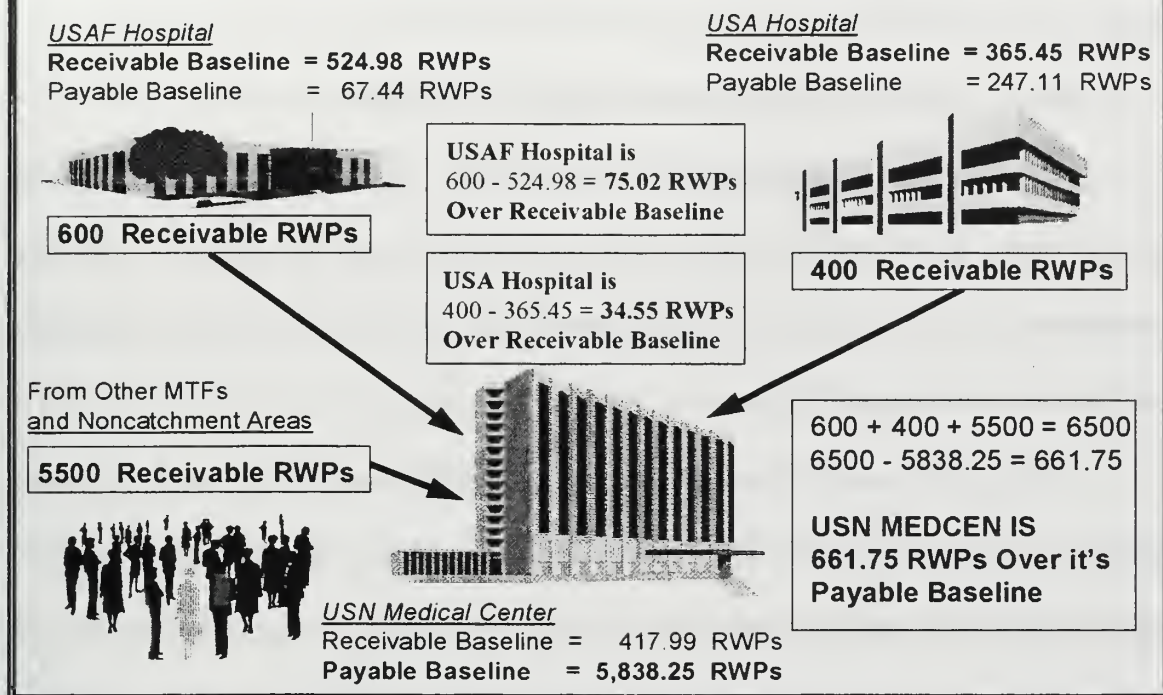 USAF Hospital
Receivable Baseline = 524.98 RWPs
Payable Baseline = 67.44 RWPs
USA Hospital
Receivable Baseline = 365.45 RWPs
Payable Baseline = 247.11 RWPs
USAF Hospital is
600 - 524.98 = 75.02 RWPs
Over Receivable Baseline
600 Receivable RWPs
400 Receivable RWPs
USA Hospital is
400 - 365.45 = 34.55 RWPs
Over Receivable Baseline
From Other MTFs
and Noncatchment Areas
5500 Receivable RWPs
600 + 400 + 5500 = 6500
6500 - 5838.25 = 661.75
USN MEDCEN IS
661.75 RWPs Over it's
Payable Baseline
USN Medical Center
Receivable Baseline = 417.99 RWPs
Payable Baseline = 5,838.25 RWPs